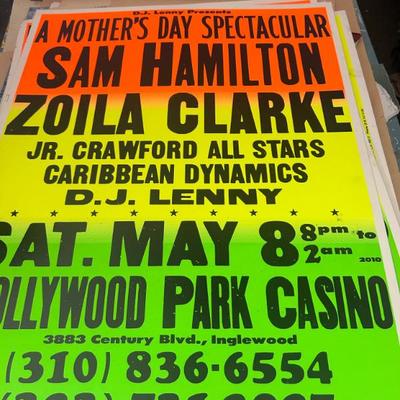 D.J. Lenny Presents
A MOTHER'S DAY SPECTACULAR
SAM HAMILTON
ZOILA CLARKE
JR. CRAWFORD ALL STARS
CARIBBEAN DYNAMICS
D.J. LENNY
SAT. MAY 8 8pm to 2am
2010
OLLYWOOD PARK CASINO
3883 Century Blvd., Inglewood
(310) 836-6554